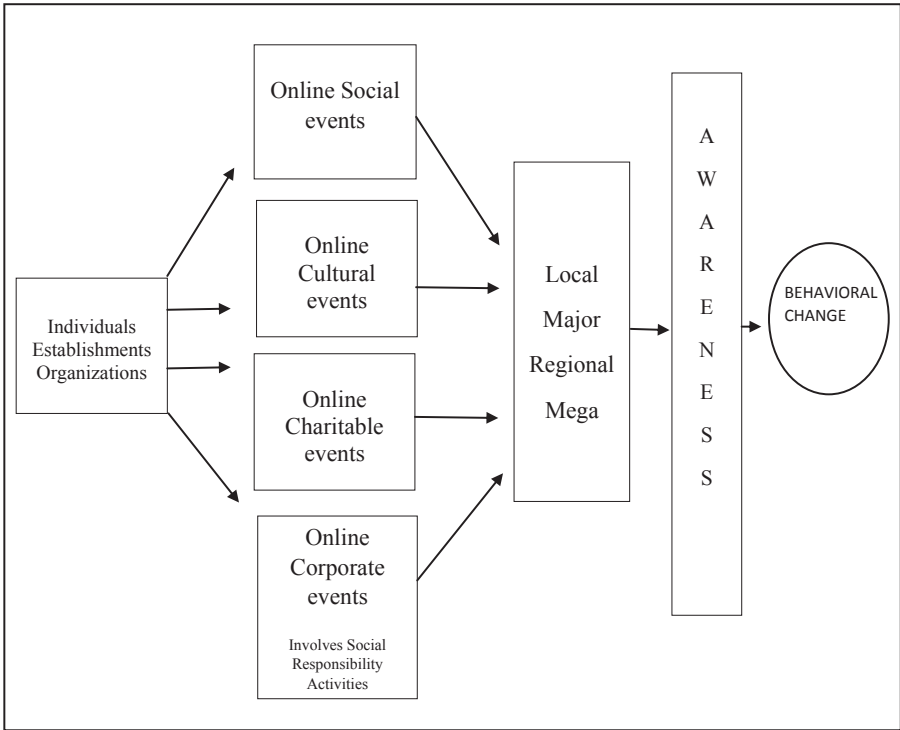 Individuals
Establishments
Organizations
Online Social
events
Online
Cultural
events
Online
Charitable
events
Online
Corporate
events
Involves Social
Responsibility
Activities
Local
Major
Regional
Mega
A
W
A
R
E
N
E
S
S
BEHAVIORAL
CHANGE